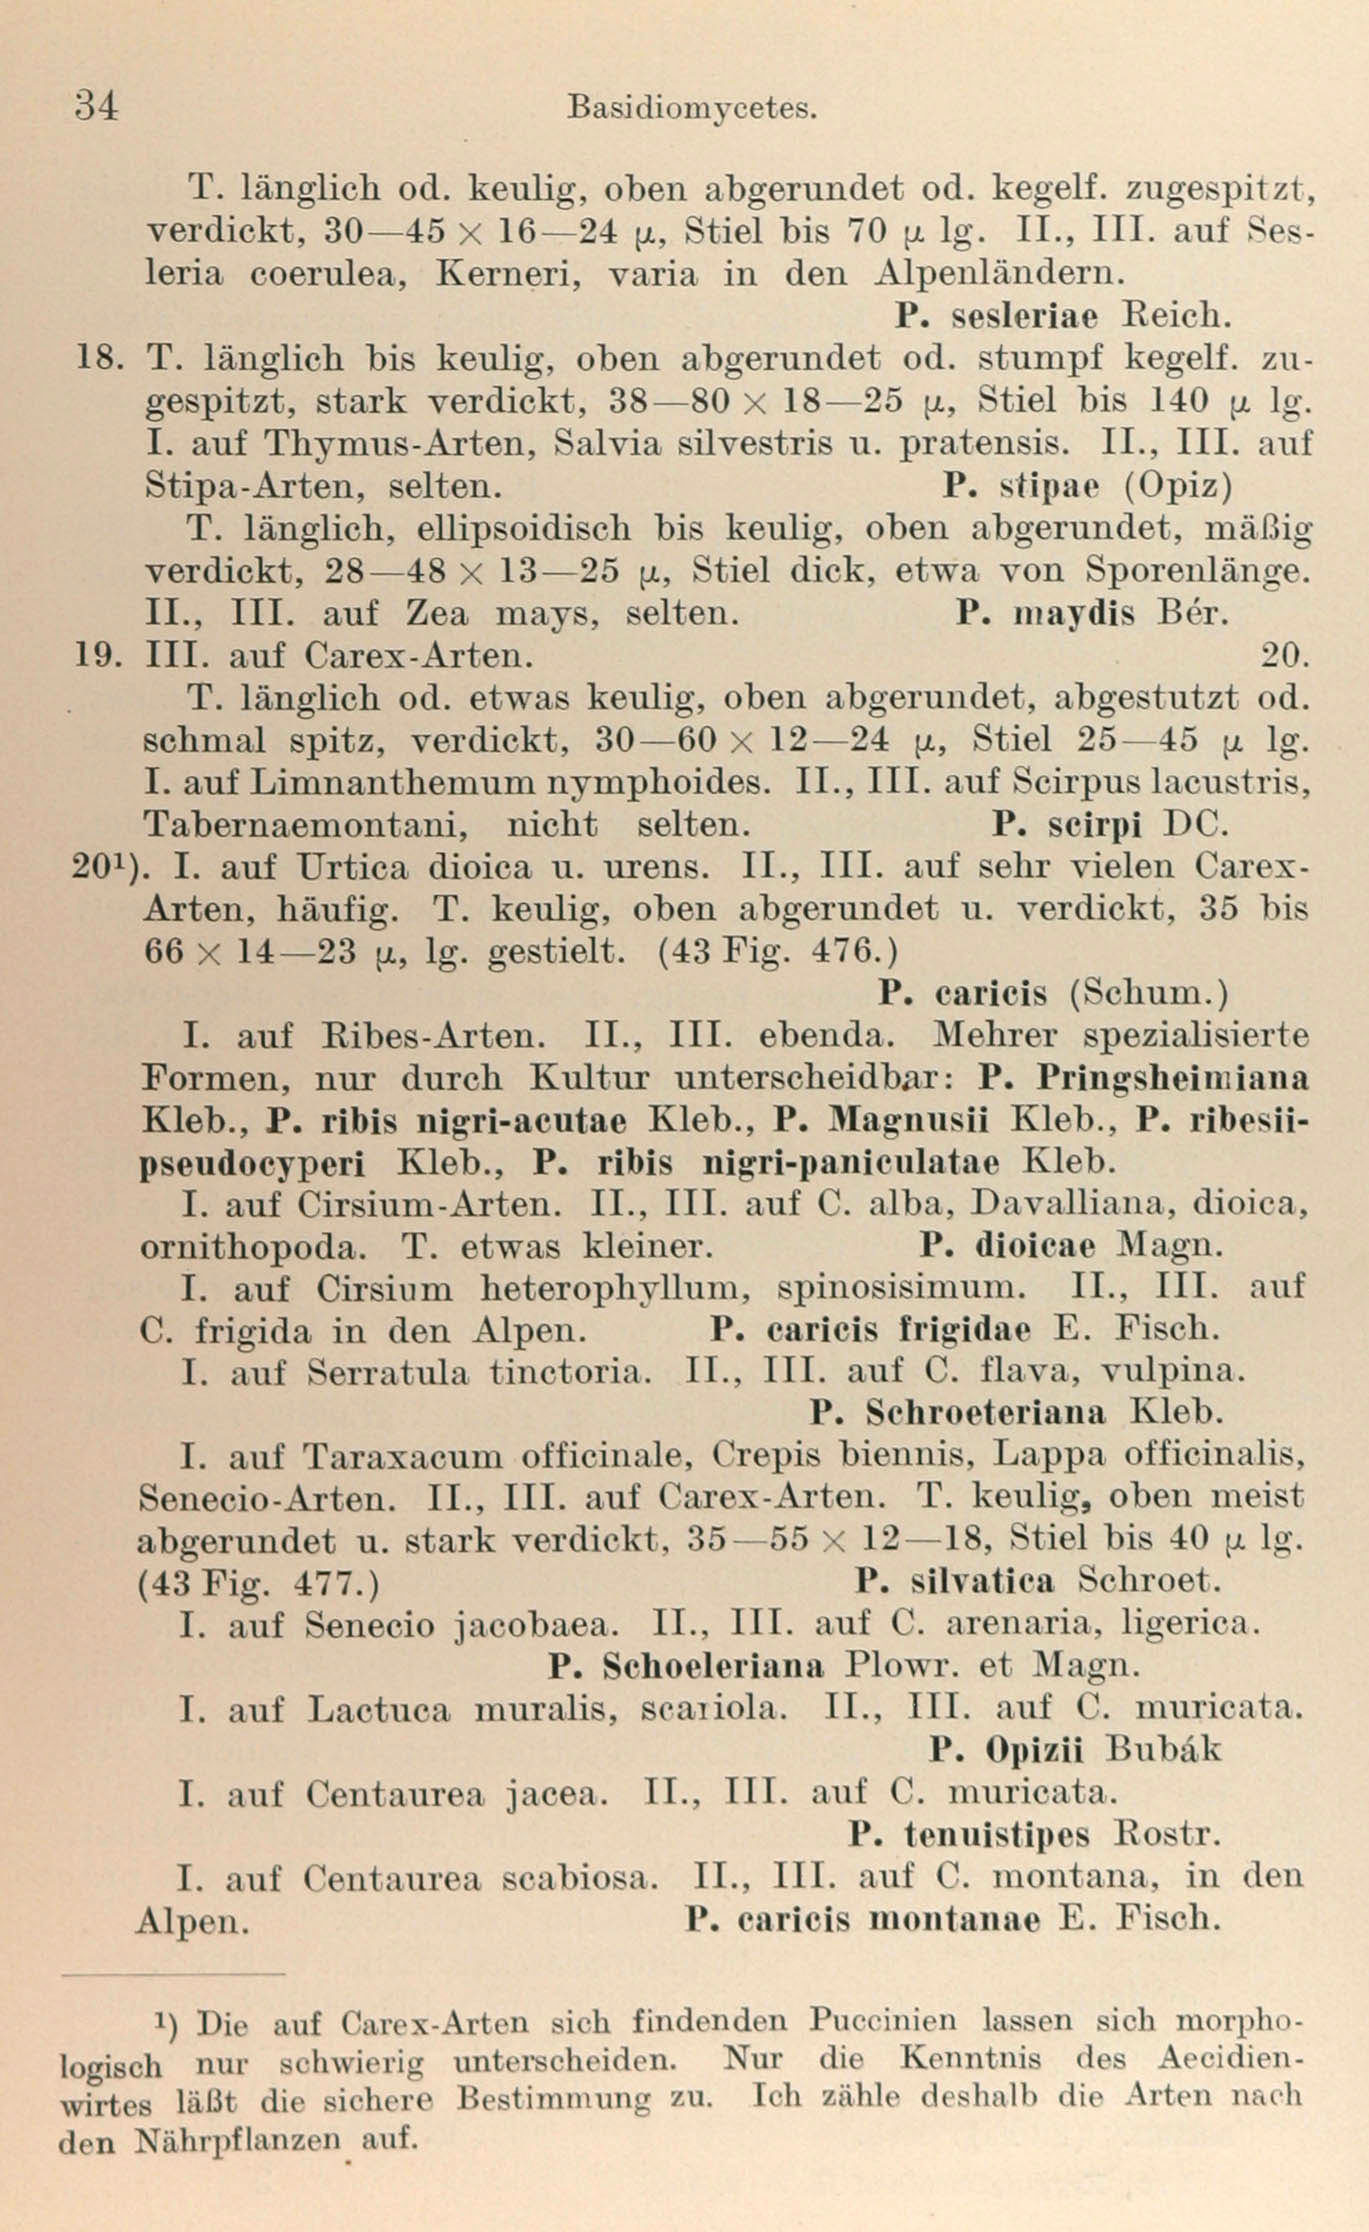 34
Basidiomycetes.
T. länglich od. keulig, oben abgerundet od. kegelf. zugespitzt,
verdickt, 30—45 × 16—24 μ, Stiel bis 70 μ lg. II., III. auf Ses-
leria coerulea, Kerneri, varia in den Alpenländern.
P. sesleriae Reich.
18. T. länglich bis keulig, oben abgerundet od. stumpf kegelf. zu-
gespitzt, stark verdickt, 38—80 × 18—25 μ, Stiel bis 140 μ lg.
I. auf Thymus-Arten, Salvia silvestris u. pratensis. II., III. auf
Stipa-Arten, selten. P. stipae (Opiz)
T. länglich, ellipsoidisch bis keulig, oben abgerundet, mäßig
verdickt, 28—48 × 13—25 μ, Stiel dick, etwa von Sporenlänge.
II., III. auf Zea mays, selten. P. maydis Bér.
19. III. auf Carex-Arten. 20.
T. länglich od. etwas keulig, oben abgerundet, abgestutzt od.
schmal spitz, verdickt, 30—60 × 12—24 μ, Stiel 25—45 μ lg.
I. auf Limnanthemum nymphoides. II., III. auf Scirpus lacustris,
Tabernaemontani, nicht selten. P. scirpi DC.
20¹). I. auf Urtica dioica u. urens. II., III. auf sehr vielen Carex-
Arten, häufig. T. keulig, oben abgerundet u. verdickt, 35 bis
66 × 14—23 μ, lg. gestielt. (43 Fig. 476.)
P. caricis (Schum.)
I. auf Ribes-Arten. II., III. ebenda. Mehrer spezialisierte
Formen, nur durch Kultur unterscheidbar: P. Pringsheimiana
Kleb., P. ribis nigri-acutae Kleb., P. Magnusii Kleb., P. ribesii-
pseudocyperi Kleb., P. ribis nigri-paniculatae Kleb.
I. auf Cirsium-Arten. II., III. auf C. alba, Davalliana, dioica,
ornithopoda. T. etwas kleiner. P. dioicae Magn.
I. auf Cirsium heterophyllum, spinosisimum. II., III. auf
C. frigida in den Alpen. P. caricis frigidae E. Fisch.
I. auf Serratula tinctoria. II., III. auf C. flava, vulpina.
P. Schroeteriana Kleb.
I. auf Taraxacum officinale, Crepis biennis, Lappa officinalis,
Senecio-Arten. II., III. auf Carex-Arten. T. keulig, oben meist
abgerundet u. stark verdickt, 35—55 × 12—18, Stiel bis 40 μ lg.
(43 Fig. 477.) P. silvatica Schroet.
I. auf Senecio jacobaea. II., III. auf C. arenaria, ligerica.
P. Schoeleriana Plowr. et Magn.
I. auf Lactuca muralis, scariola. II., III. auf C. muricata.
P. Opizii Bubák
I. auf Centaurea jacea. II., III. auf C. muricata.
P. tenuistipes Rostr.
I. auf Centaurea scabiosa. II., III. auf C. montana, in den
Alpen. P. caricis montanae E. Fisch.
¹) Die auf Carex-Arten sich findenden Puccinien lassen sich morpho-
logisch nur schwierig unterscheiden. Nur die Kenntnis des Aecidien-
wirtes läßt die sichere Bestimmung zu. Ich zähle deshalb die Arten nach
den Nährpflanzen auf.